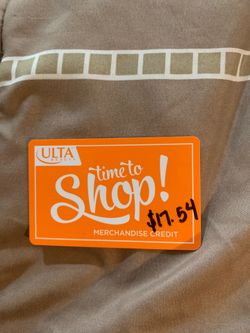 ULTA
time to
Shop!
$17.54
MERCHANDISE CREDIT